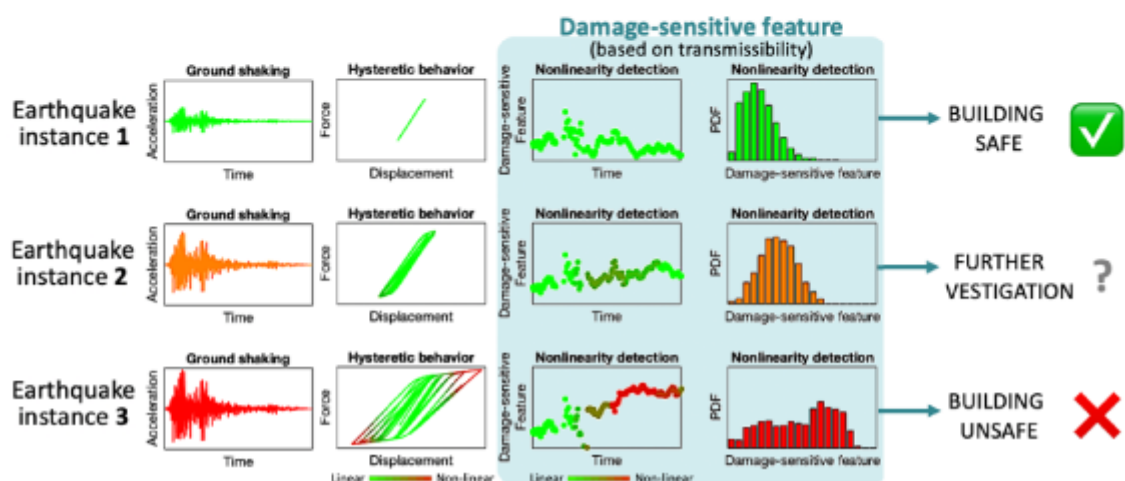 Damage-sensitive feature
(based on transmissibility)
Ground shaking
Hysteretic behavior
Nonlinearity detection
Nonlinearity detection
Earthquake
instance 1
Acceleration
Time
Force
Displacement
Damage-sensitive
Feature
Time
PDF
Damage-sensitive feature
BUILDING
SAFE
Ground shaking
Hysteretic behavior
Nonlinearity detection
Nonlinearity detection
Earthquake
instance 2
Acceleration
Time
Force
Displacement
Damage-sensitive
Feature
Time
PDF
Damage-sensitive feature
FURTHER
VESTIGATION
?
Ground shaking
Hysteretic behavior
Nonlinearity detection
Nonlinearity detection
Earthquake
instance 3
Acceleration
Time
Force
Displacement
Damage-sensitive
Feature
Time
PDF
Damage-sensitive feature
BUILDING
UNSAFE
Linear Non-linear
Linear Non-linear